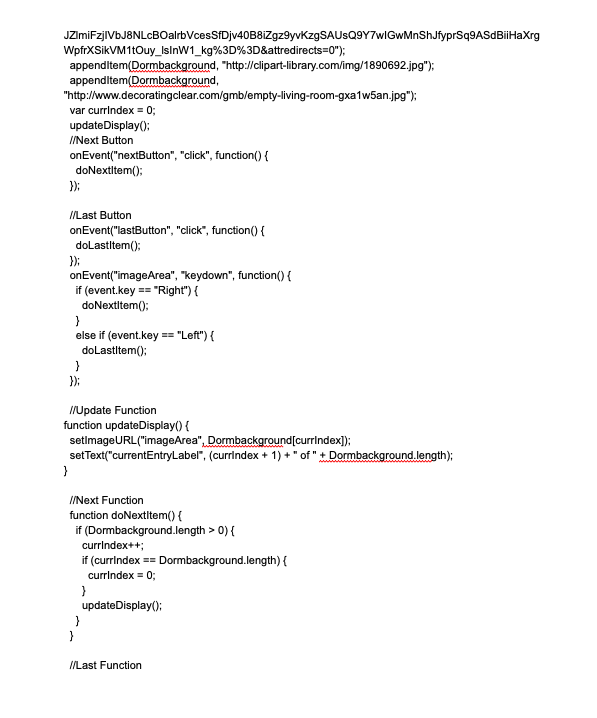 JZlmiFzjlVbJ8NLcBOalrbVcesSfDjv40B8iZgz9yvKzgSAUsQ9Y7wlGwMnShJfyprSq9ASdBiiHaXrg
WpfrXSikVM1tOuy_lsInW1_kg%3D%3D&attredirects=0");
appendItem(Dormbackground, "http://clipart-library.com/img/1890692.jpg");
appendItem(Dormbackground,
"http://www.decoratingclear.com/gmb/empty-living-room-gxa1w5an.jpg");
var currIndex = 0;
updateDisplay();
//Next Button
onEvent("nextButton", "click", function() {
doNextItem();
});

//Last Button
onEvent("lastButton", "click", function() {
doLastItem();
});
onEvent("imageArea", "keydown", function() {
if (event.key == "Right") {
doNextItem();
}
else if (event.key == "Left") {
doLastItem();
}
});

//Update Function
function updateDisplay() {
setImageURL("imageArea", Dormbackground[currIndex]);
setText("currentEntryLabel", (currIndex + 1) + " of " + Dormbackground.length);
}

//Next Function
function doNextItem() {
if (Dormbackground.length > 0) {
currIndex++;
if (currIndex == Dormbackground.length) {
currIndex = 0;
}
updateDisplay();
}
}

//Last Function